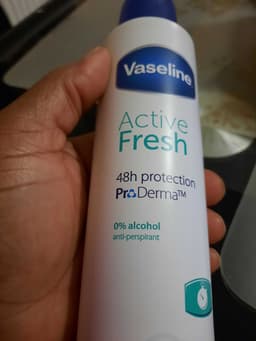 Vaseline
Active
Fresh
48h protection
ProDerma™
0% alcohol
anti-perspirant